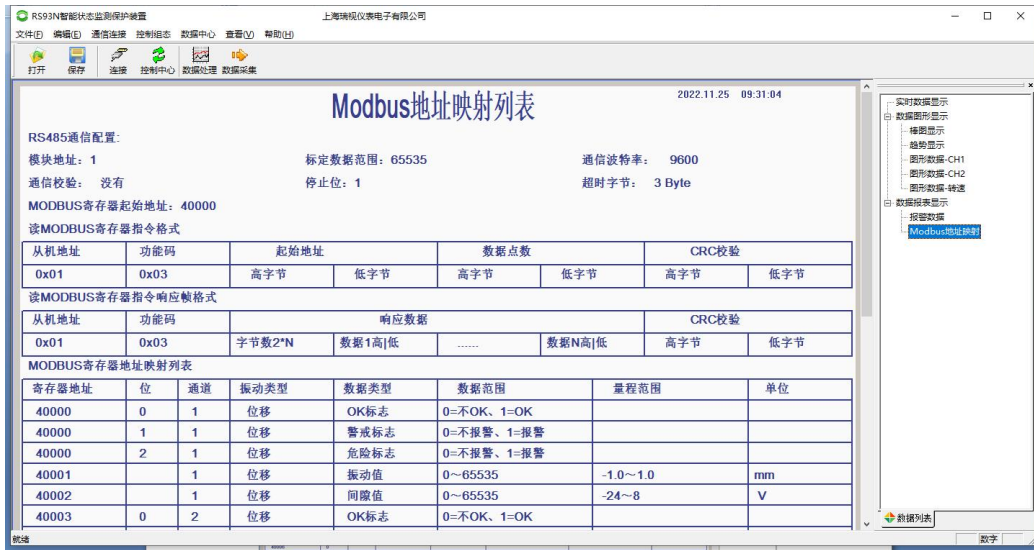 RS93N智能状态监测保护装置 上海瑞视仪表电子有限公司
文件(F) 编辑(E) 通信连接 控制组态 数据中心 查看(V) 帮助(H)
打开 保存 连接 控制中心 数据处理 数据采集
Modbus地址映射列表 2022.11.25 09:31:04
RS485通信配置:
模块地址: 1 标定数据范围: 65535 通信波特率: 9600
通信校验: 没有 停止位: 1 超时字节: 3 Byte
MODBUS寄存器起始地址: 40000
读MODBUS寄存器指令格式
从机地址 功能码 起始地址 数据点数 CRC校验
0x01 0x03 高字节 低字节 高字节 低字节 高字节 低字节
读MODBUS寄存器指令响应帧格式
从机地址 功能码 响应数据 CRC校验
0x01 0x03 字节数2*N 数据1高|低 ...... 数据N高|低 高字节 低字节
MODBUS寄存器地址映射列表
寄存器地址 位 通道 振动类型 数据类型 数据范围 量程范围 单位
40000 0 1 位移 OK标志 0=不OK、1=OK
40000 1 1 位移 警戒标志 0=不报警、1=报警
40000 2 1 位移 危险标志 0=不报警、1=报警
40001 1 位移 振动值 0~65535 -1.0~1.0 mm
40002 1 位移 间隙值 0~65535 -24~8 V
40003 0 2 位移 OK标志 0=不OK、1=OK
实时数据显示
数据图形显示
棒图显示
趋势显示
图形数据-CH1
图形数据-CH2
图形数据-转速
数据报表显示
报警数据
Modbus地址映射
数据列表
就绪 数字